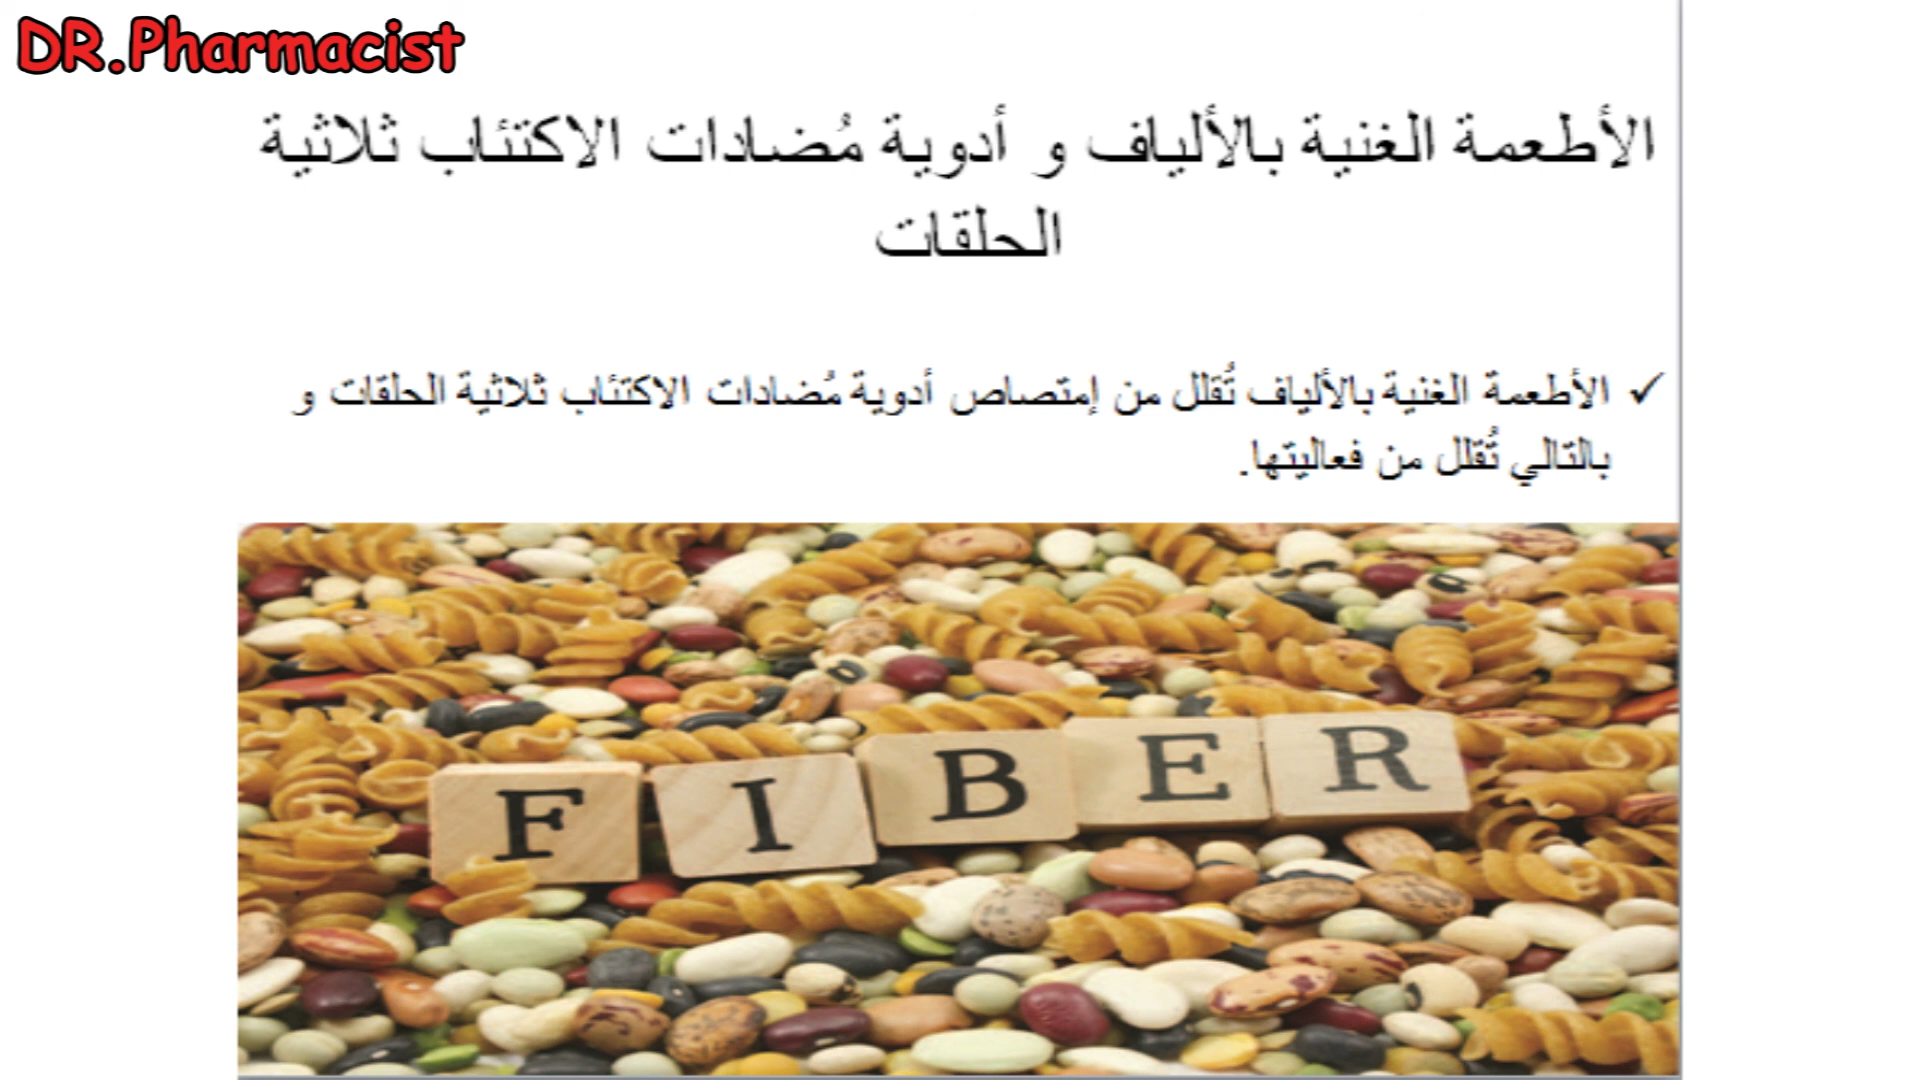 DR.Pharmacist
الأطعمة الغنية بالألياف و أدوية مُضادات الاكتئاب ثلاثية
الحلقات
✓ الأطعمة الغنية بالألياف تُقلل من إمتصاص أدوية مُضادات الاكتئاب ثلاثية الحلقات و
بالتالي تُقلل من فعاليتها.
FIBER